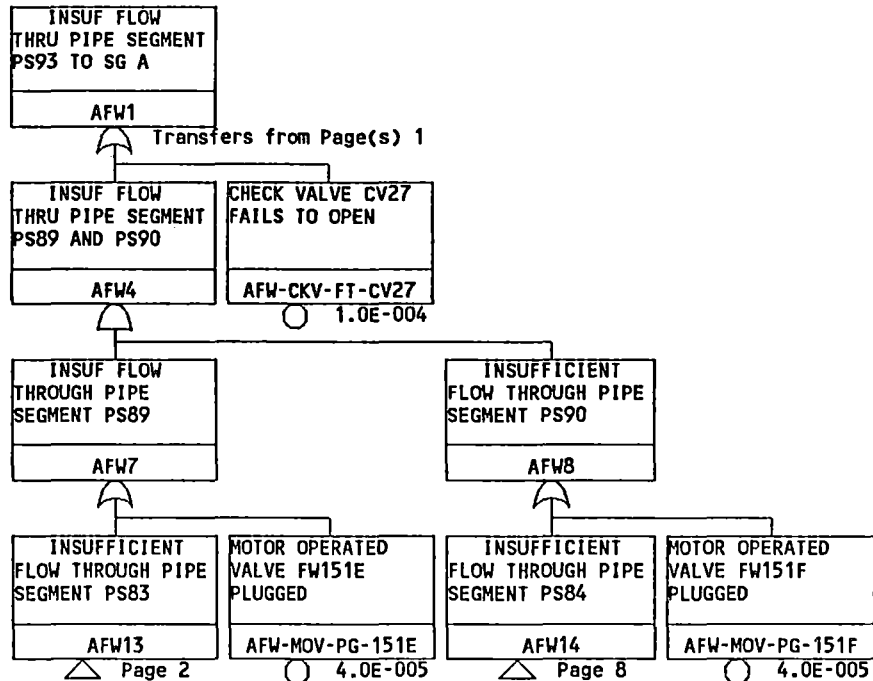 INSUF FLOW
THRU PIPE SEGMENT
PS93 TO SG A
AFW1
Transfers from Page(s) 1
INSUF FLOW
THRU PIPE SEGMENT
PS89 AND PS90
AFW4
CHECK VALVE CV27
FAILS TO OPEN
AFW-CKV-FT-CV27
1.0E-004
INSUF FLOW
THROUGH PIPE
SEGMENT PS89
AFW7
INSUFFICIENT
FLOW THROUGH PIPE
SEGMENT PS90
AFW8
INSUFFICIENT
FLOW THROUGH PIPE
SEGMENT PS83
AFW13
Page 2
MOTOR OPERATED
VALVE FW151E
PLUGGED
AFW-MOV-PG-151E
4.0E-005
INSUFFICIENT
FLOW THROUGH PIPE
SEGMENT PS84
AFW14
Page 8
MOTOR OPERATED
VALVE FW151F
PLUGGED
AFW-MOV-PG-151F
4.0E-005